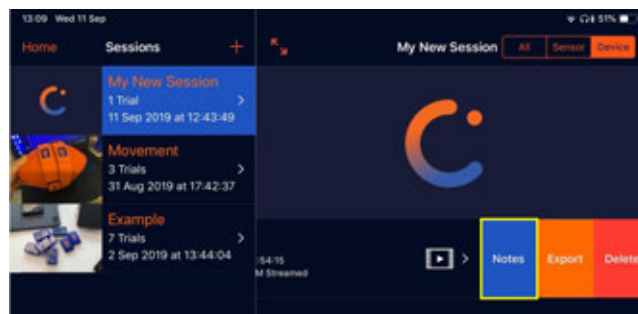 13:09 Wed 11 Sep
51%
Home
Sessions
+
My New Session
All
Sensor
Device
My New Session
1 Trial
11 Sep 2019 at 12:43:49
Movement
3 Trials
31 Aug 2019 at 17:42:37
Example
7 Trials
2 Sep 2019 at 13:44:04
:54:15
M Streamed
Notes
Export
Delete